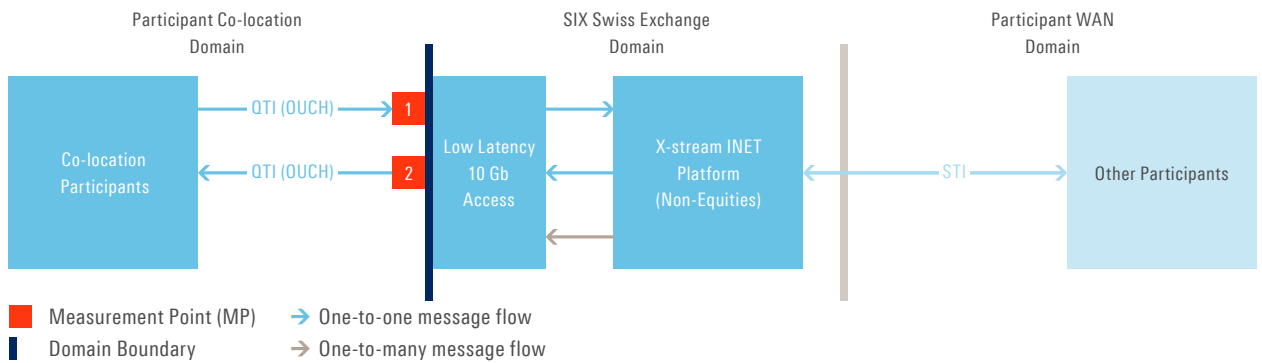 Participant Co-location
Domain
SIX Swiss Exchange
Domain
Participant WAN
Domain
QTI (OUCH)
1
QTI (OUCH)
2
Co-location
Participants
Low Latency
10 Gb
Access
X-stream INET
Platform
(Non-Equities)
STI
Other Participants
Measurement Point (MP)
One-to-one message flow
Domain Boundary
One-to-many message flow